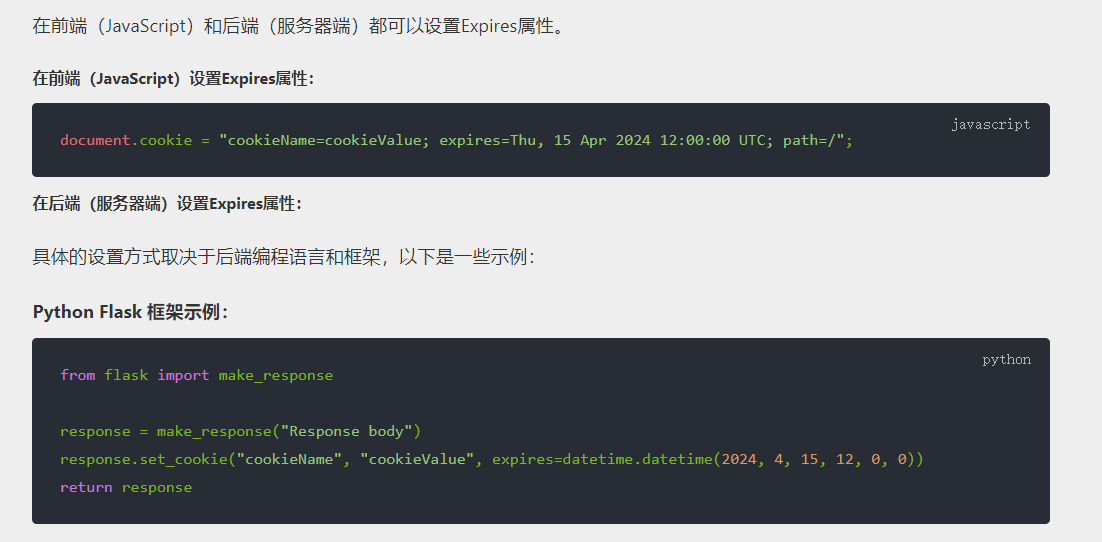 在前端（JavaScript）和后端（服务器端）都可以设置Expires属性。
在前端（JavaScript）设置Expires属性：
javascript
document.cookie = "cookieName=cookieValue; expires=Thu, 15 Apr 2024 12:00:00 UTC; path=/";
在后端（服务器端）设置Expires属性：
具体的设置方式取决于后端编程语言和框架，以下是一些示例：
Python Flask 框架示例：
python
from flask import make_response
response = make_response("Response body")
response.set_cookie("cookieName", "cookieValue", expires=datetime.datetime(2024, 4, 15, 12, 0, 0))
return response